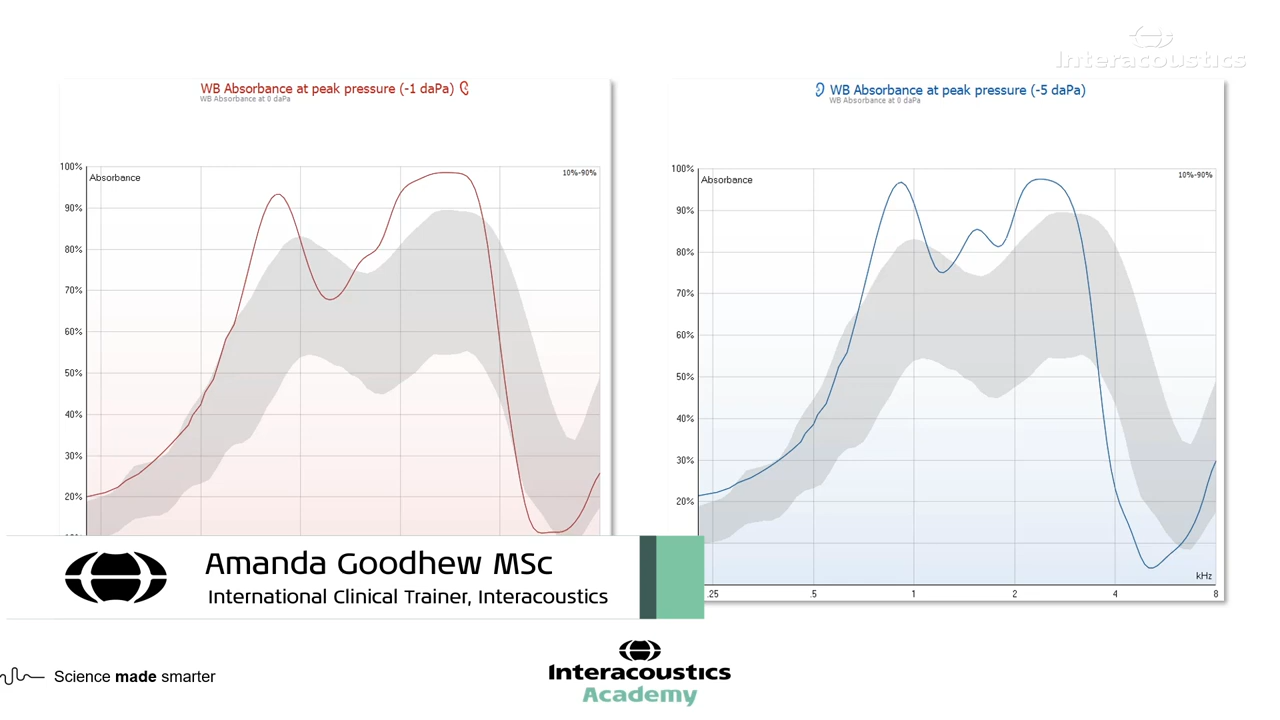 Interacoustics
WB Absorbance at peak pressure (-1 daPa)
WB Absorbance at 0 daPa
100%
Absorbance
10%-90%
90%
80%
70%
60%
50%
40%
30%
20%
WB Absorbance at peak pressure (-5 daPa)
WB Absorbance at 0 daPa
100%
Absorbance
10%-90%
90%
80%
70%
60%
50%
40%
30%
20%
kHz
.25 .5 1 2 4 8
Amanda Goodhew MSc
International Clinical Trainer, Interacoustics
Science made smarter
Interacoustics
Academy